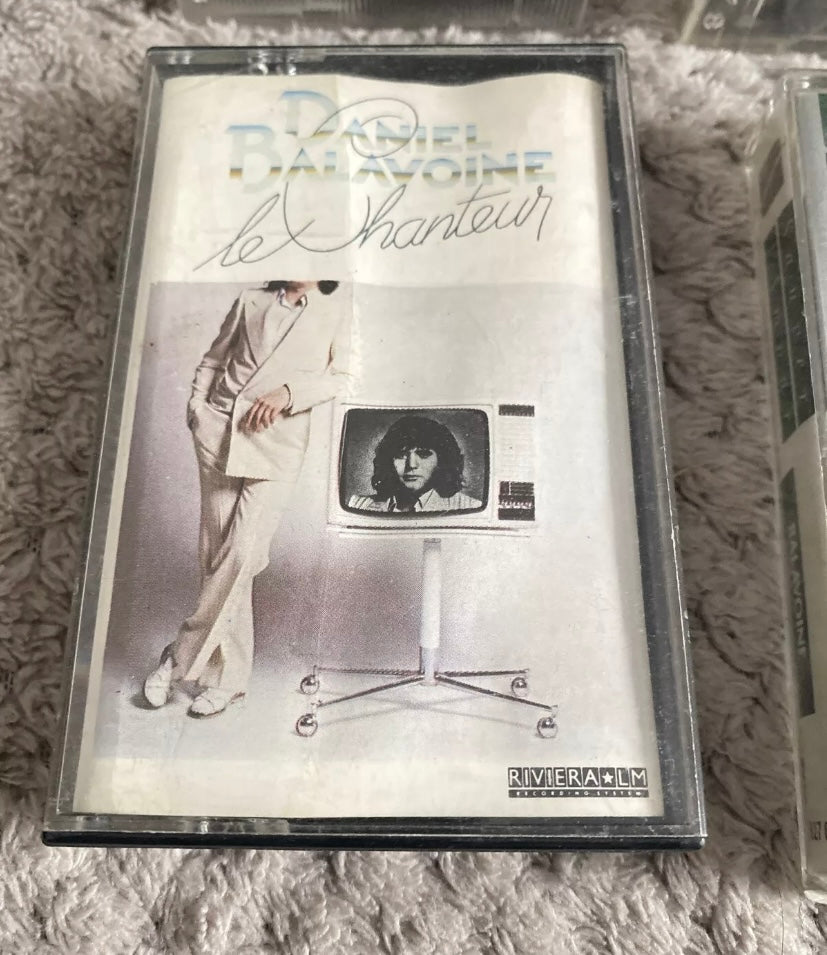 DANIEL
BALAVOINE
le Chanteur
RIVIERA★LM
RECORDING SYSTEM
BALAVOINE